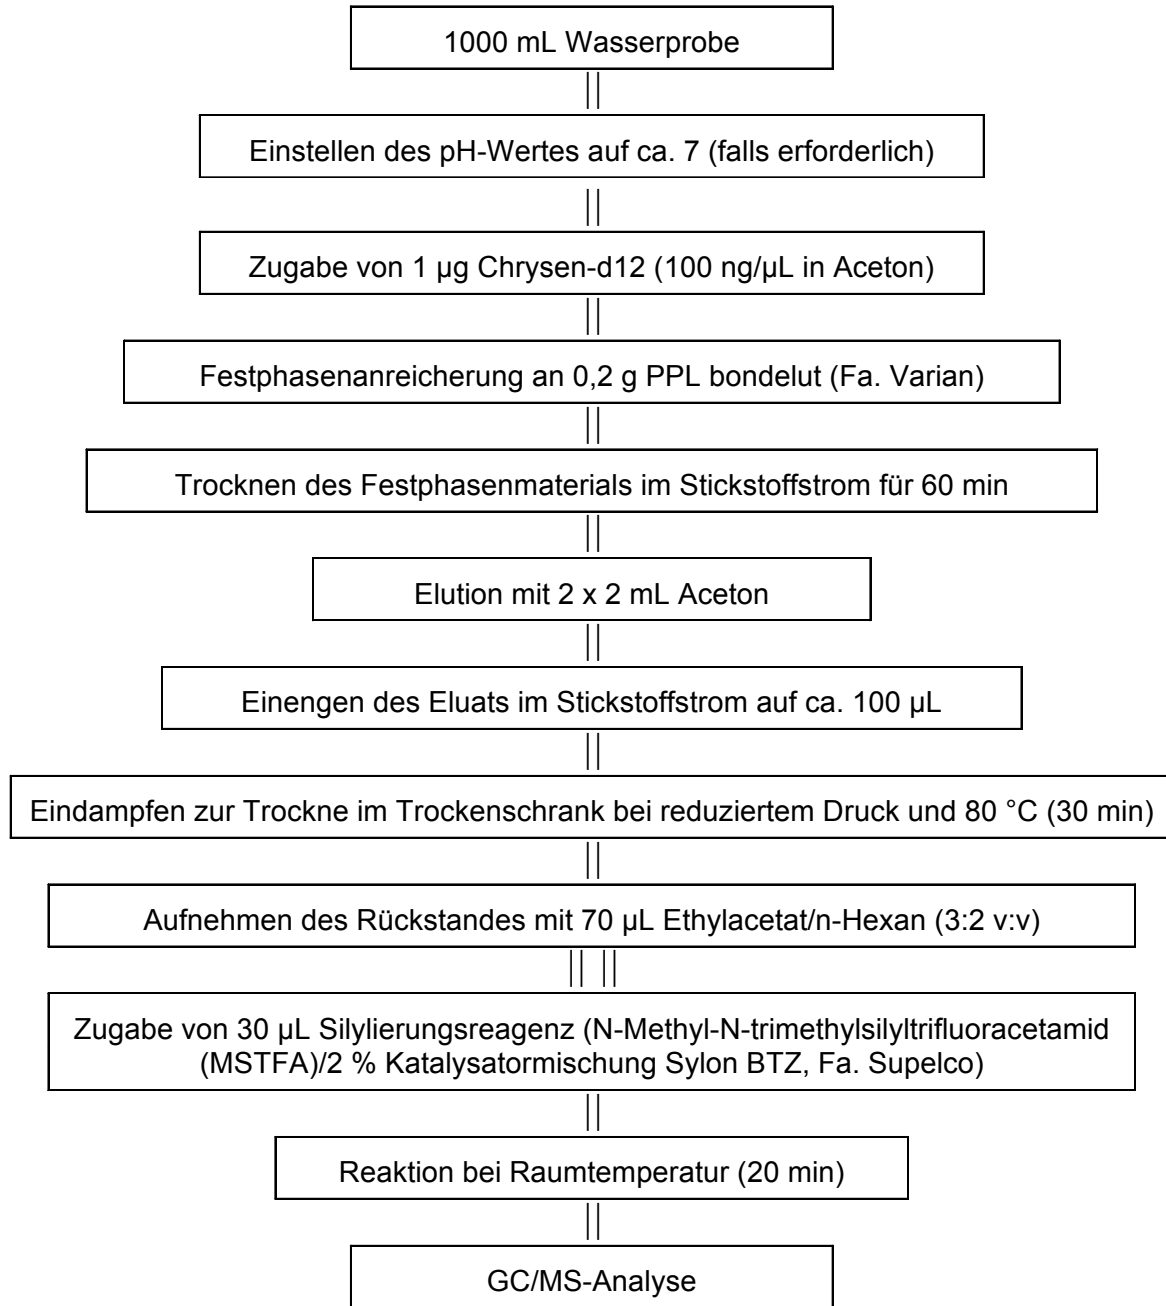 1000 mL Wasserprobe
Einstellen des pH-Wertes auf ca. 7 (falls erforderlich)
Zugabe von 1 µg Chrysen-d12 (100 ng/µL in Aceton)
Festphasenanreicherung an 0,2 g PPL bondelut (Fa. Varian)
Trocknen des Festphasenmaterials im Stickstoffstrom für 60 min
Elution mit 2 x 2 mL Aceton
Einengen des Eluats im Stickstoffstrom auf ca. 100 µL
Eindampfen zur Trockne im Trockenschrank bei reduziertem Druck und 80 °C (30 min)
Aufnehmen des Rückstandes mit 70 µL Ethylacetat/n-Hexan (3:2 v:v)
Zugabe von 30 µL Silylierungsreagenz (N-Methyl-N-trimethylsilyltrifluoracetamid
(MSTFA)/2 % Katalysatormischung Sylon BTZ, Fa. Supelco)
Reaktion bei Raumtemperatur (20 min)
GC/MS-Analyse